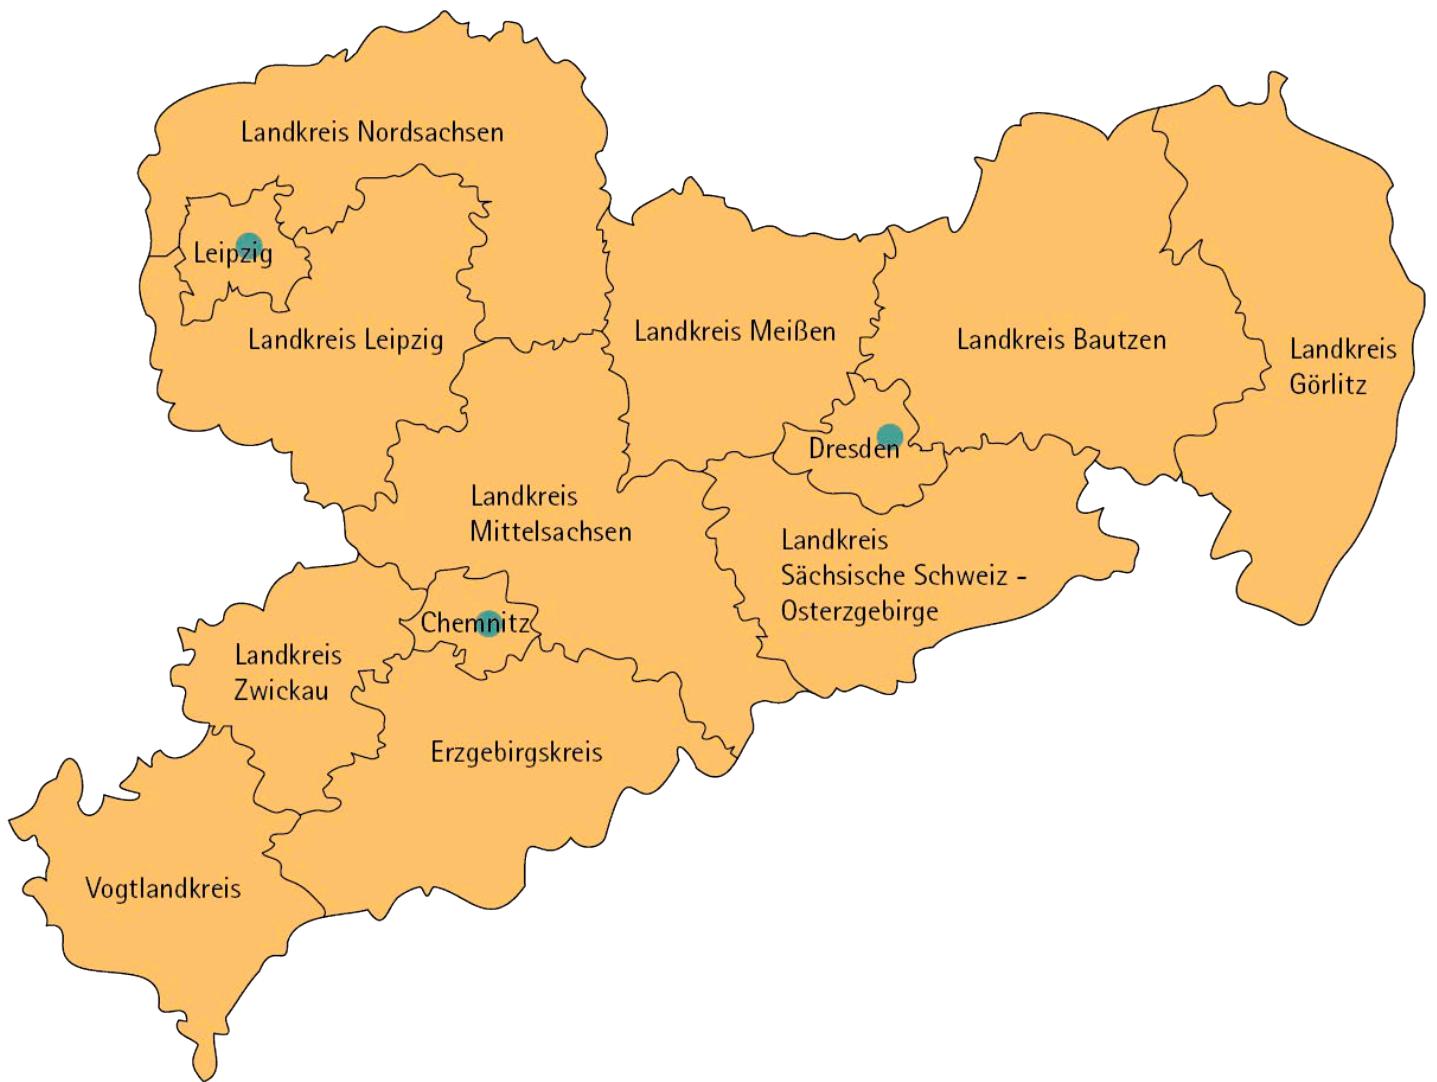 Landkreis Nordsachsen
Leipzig
Landkreis Leipzig
Landkreis Meißen
Landkreis Bautzen
Landkreis
Görlitz
Dresden
Landkreis
Mittelsachsen
Landkreis
Sächsische Schweiz -
Osterzgebirge
Chemnitz
Landkreis
Zwickau
Erzgebirgskreis
Vogtlandkreis